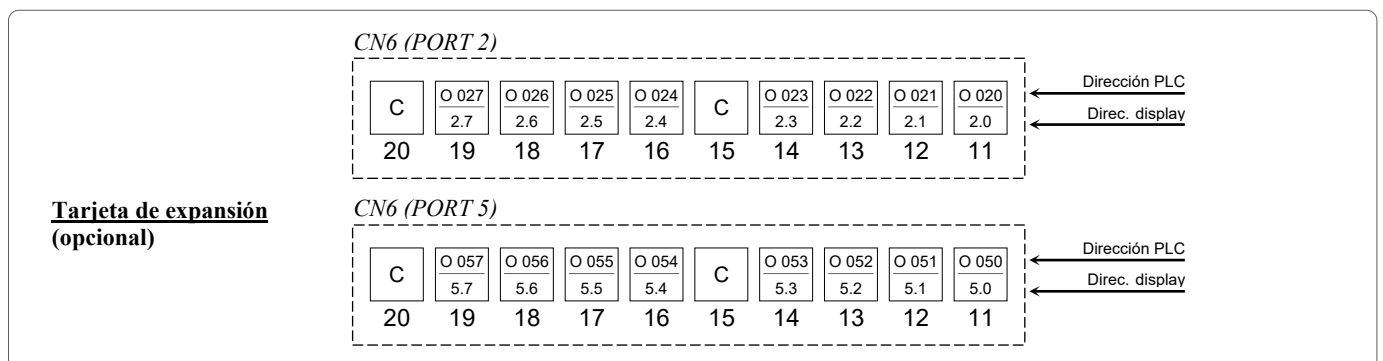 CN6 (PORT 2)
C O 027 O 026 O 025 O 024 C O 023 O 022 O 021 O 020 Dirección PLC
2.7 2.6 2.5 2.4 2.3 2.2 2.1 2.0 Direc. display
20 19 18 17 16 15 14 13 12 11
Tarjeta de expansión
(opcional)
CN6 (PORT 5)
C O 057 O 056 O 055 O 054 C O 053 O 052 O 051 O 050 Dirección PLC
5.7 5.6 5.5 5.4 5.3 5.2 5.1 5.0 Direc. display
20 19 18 17 16 15 14 13 12 11